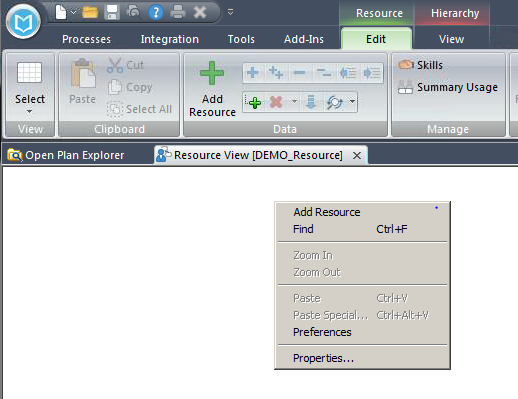 Resource Hierarchy
Processes Integration Tools Add-Ins Edit View
Select
View
Paste
Cut
Copy
Select All
Clipboard
Add
Resource
Data
Skills
Summary Usage
Manage
Open Plan Explorer Resource View [DEMO_Resource]
Add Resource
Find Ctrl+F
Zoom In
Zoom Out
Paste Ctrl+V
Paste Special... Ctrl+Alt+V
Preferences
Properties...